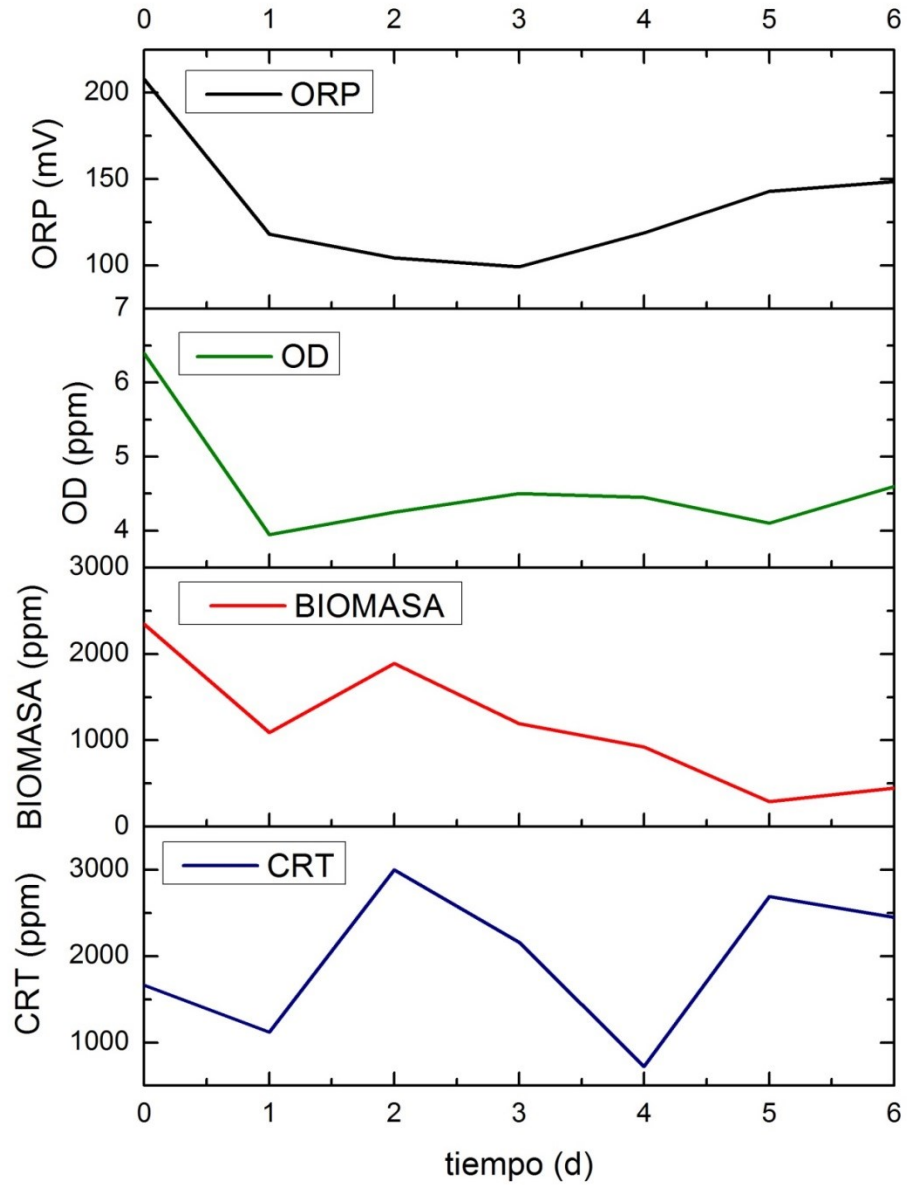 0 1 2 3 4 5 6
ORP
200
150
100
ORP (mV)
7
OD
6
5
4
OD (ppm)
3000
BIOMASA
2000
1000
0
BIOMASA (ppm)
CRT
3000
2000
1000
CRT (ppm)
0 1 2 3 4 5 6
tiempo (d)